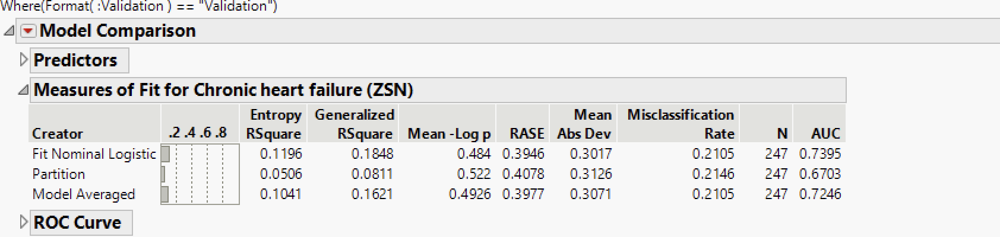 Where(Format( :Validation ) == "Validation")
Model Comparison
Predictors
Measures of Fit for Chronic heart failure (ZSN)
Entropy Generalized Mean Misclassification
Creator .2 .4 .6 .8 RSquare RSquare Mean -Log p RASE Abs Dev Rate N AUC
Fit Nominal Logistic 0.1196 0.1848 0.484 0.3946 0.3017 0.2105 247 0.7395
Partition 0.0506 0.0811 0.522 0.4078 0.3126 0.2146 247 0.6703
Model Averaged 0.1041 0.1621 0.4926 0.3977 0.3071 0.2105 247 0.7246
ROC Curve